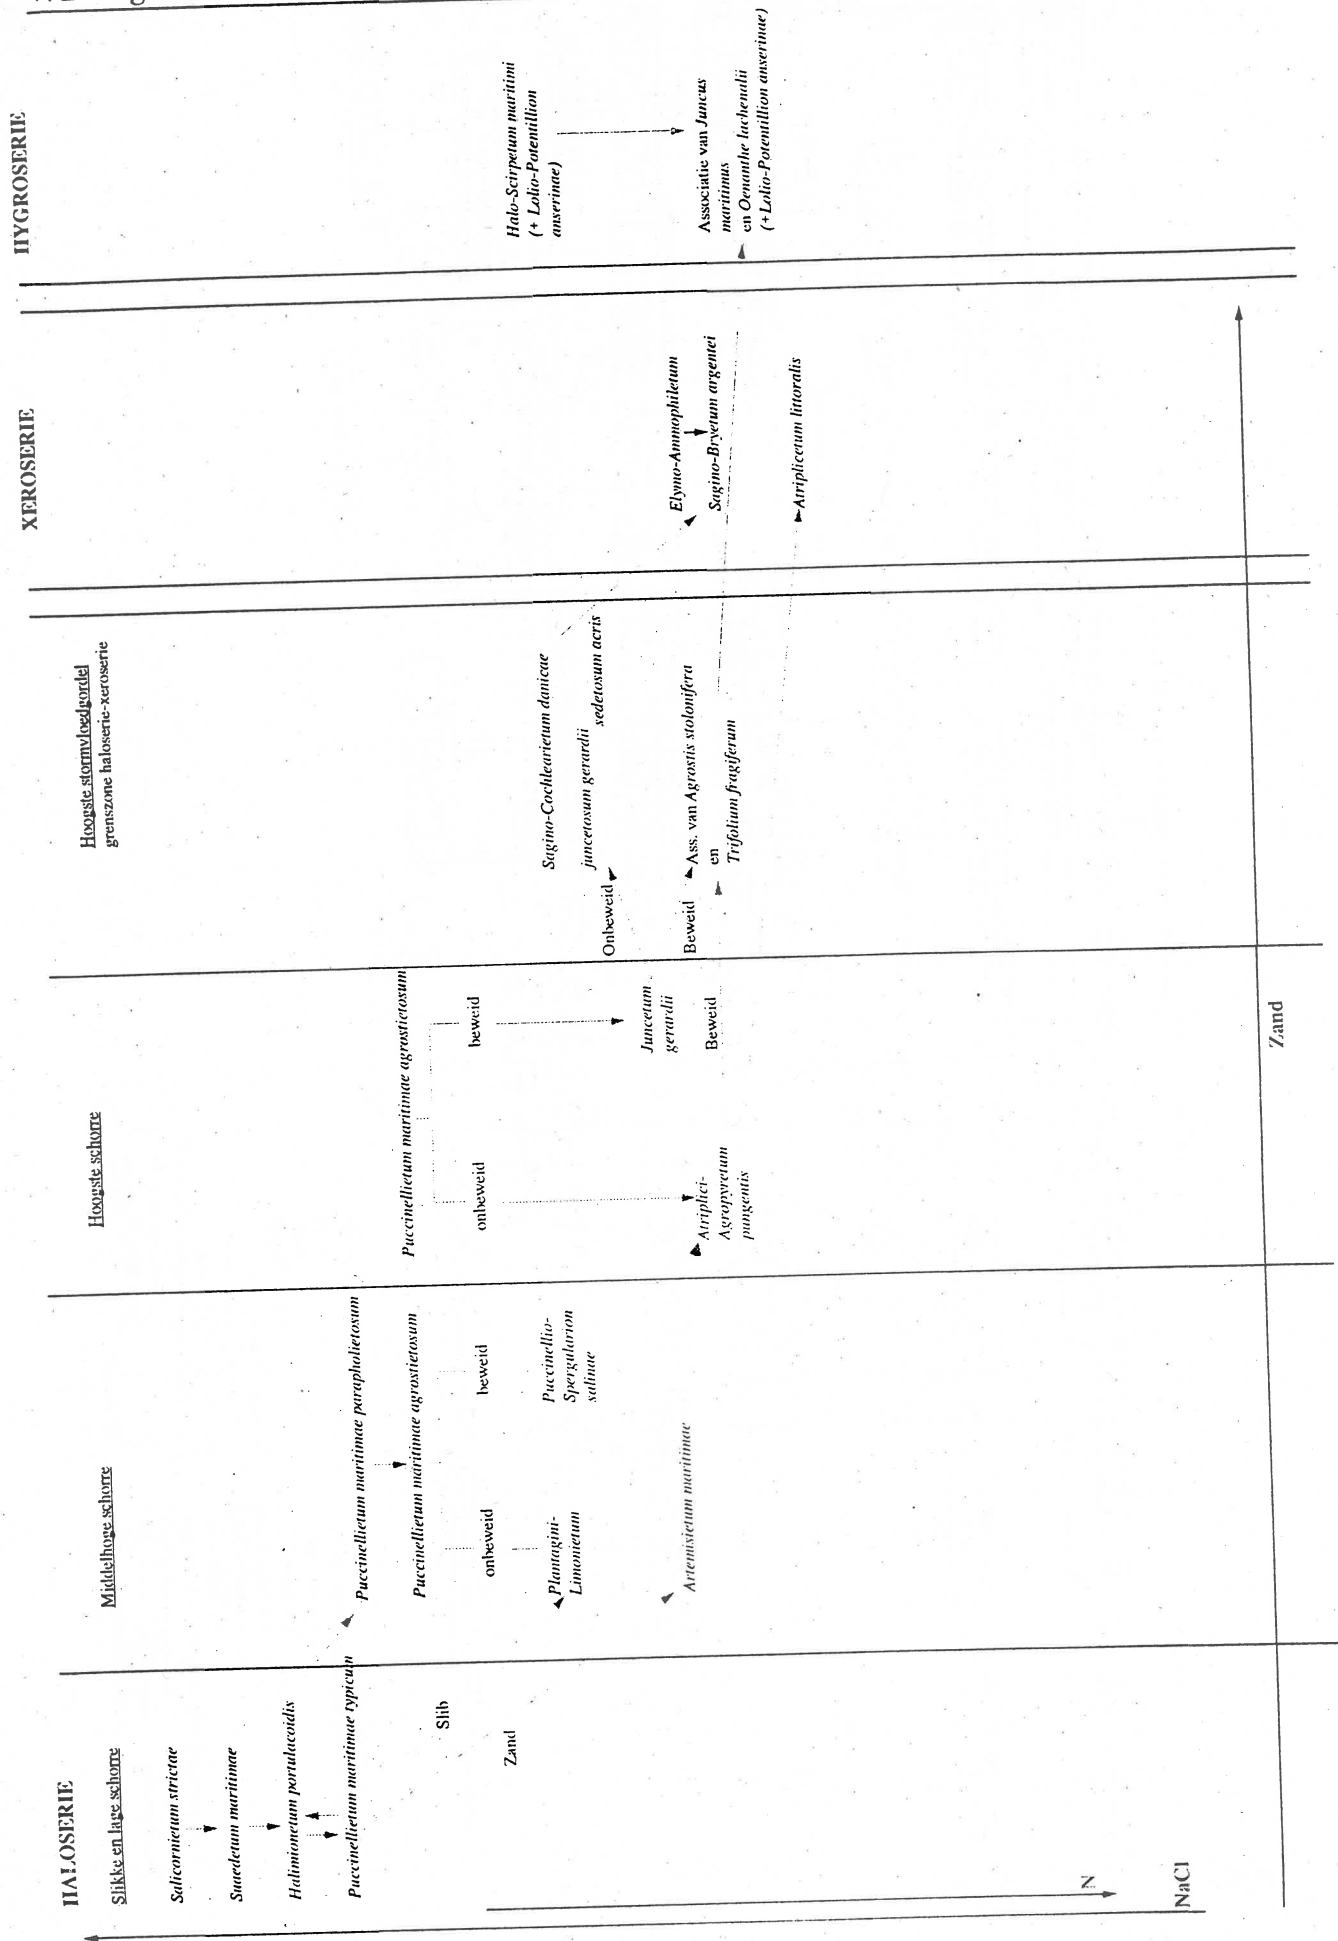 HALOSERIE
Slikke en lage schorre
Salicornietum strictae
Suaedetum maritimae
Halimionetum portulacoidis
Puccinellietum maritimae typicum
Slib
Zand
N
NaCl
Middelhoge schorre
Puccinellietum maritimae parapholietosum
Puccinellietum maritimae agrostietosum
onbeweid
beweid
Plantagini-
Limonietum
Puccinellio-
Spergularion
salinae
Artemisietum maritimae
Hoogste schorre
Puccinellietum maritimae agrostietosum
onbeweid
beweid
Atriplici-
Agropyretum
pungentis
Juncetum
gerardii
Beweid
Zand
Hoogste stormvloedgordel
grenszone haloserie-xeroserie
Sagino-Cochlearietum danicae
juncetosum gerardii
sedetosum acris
Onbeweid
Beweid
Ass. van Agrostis stolonifera
en
Trifolium fragiferum
XEROSERIE
Elymo-Ammophiletum
Sagino-Bryetum argentei
Atriplicetum littoralis
HYGROSERIE
Halo-Scirpetum maritimi
(+ Lolio-Potentillion
anserinae)
Associatie van Juncus
maritimus
en Oenanthe lachenalii
(+Lolio-Potentillion anserinae)